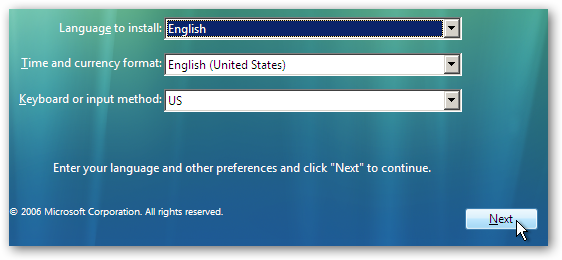 Language to install: English
Time and currency format: English (United States)
Keyboard or input method: US
Enter your language and other preferences and click "Next" to continue.
© 2006 Microsoft Corporation. All rights reserved.
Next